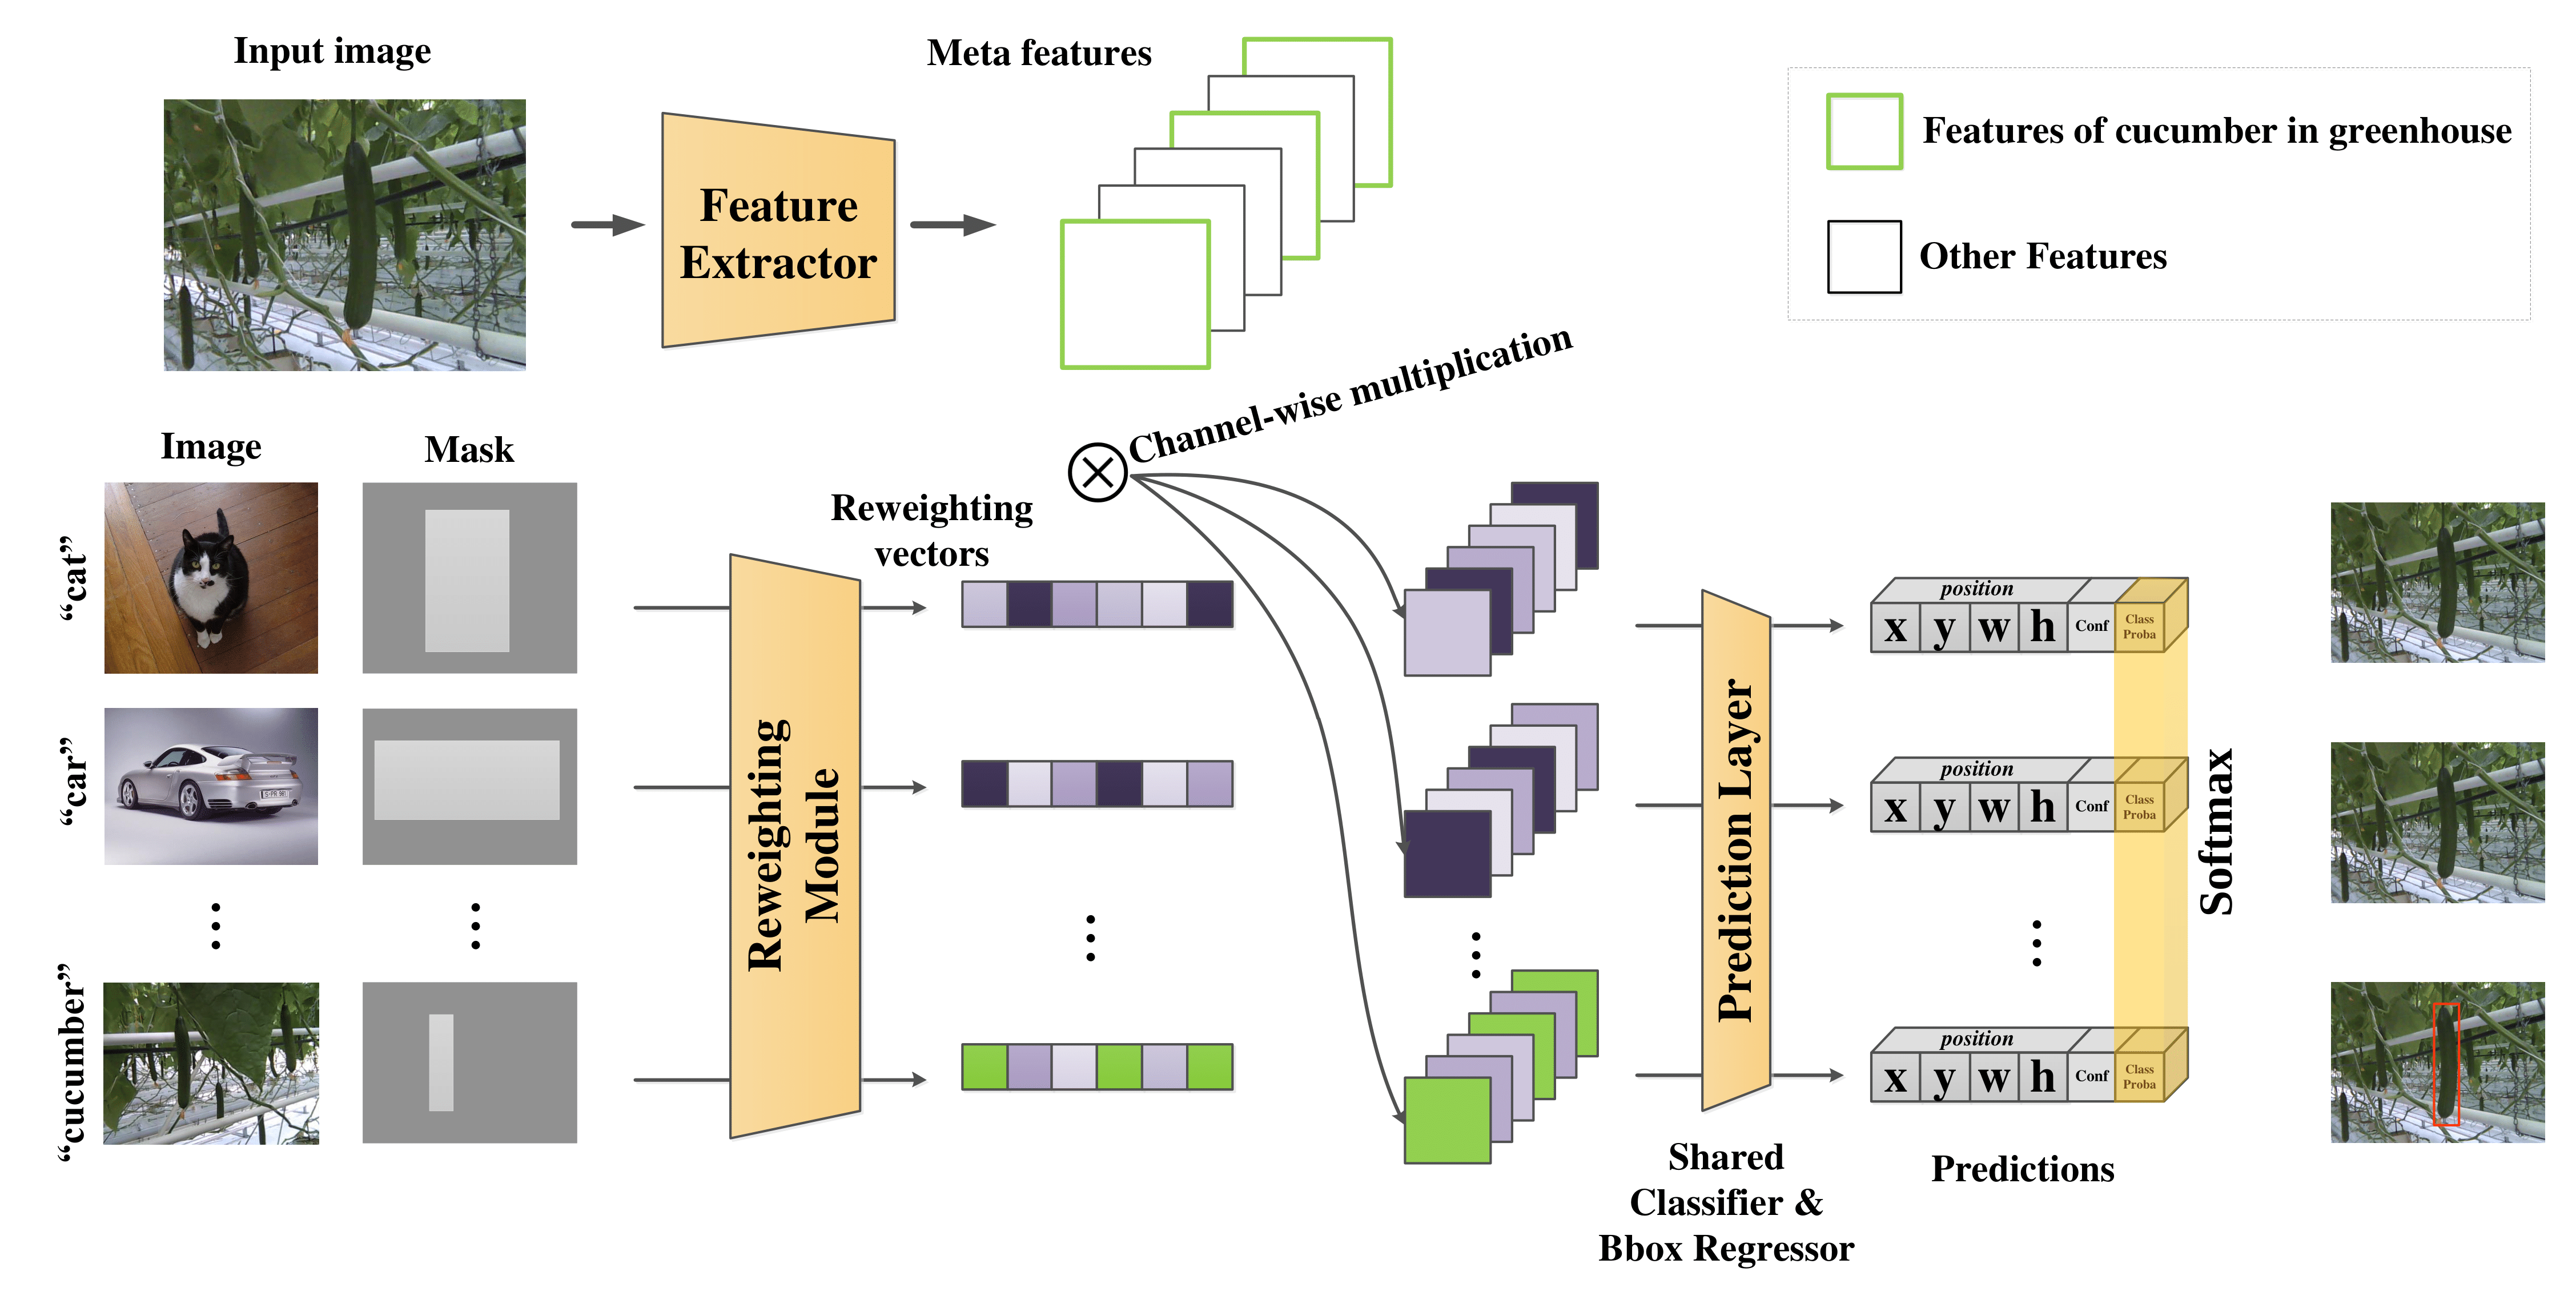 Input image
Meta features
Feature
Extractor
Features of cucumber in greenhouse
Other Features
Channel-wise multiplication
Image
Mask
Reweighting
vectors
“cat”
“car”
“cucumber”
Reweighting
Module
Prediction Layer
position
x y w h Conf Class
Proba
position
x y w h Conf Class
Proba
position
x y w h Conf Class
Proba
Softmax
Shared
Classifier &
Bbox Regressor
Predictions